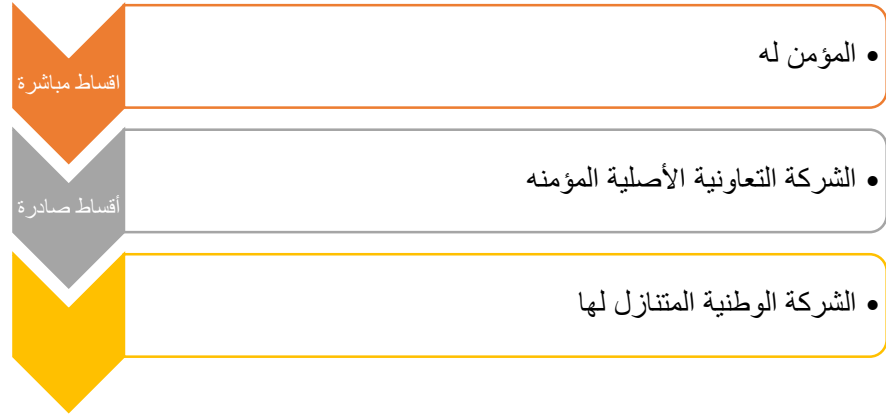 • المؤمن له
اقساط مباشرة
• الشركة التعاونية الأصلية المؤمنه
أقساط صادرة
• الشركة الوطنية المتنازل لها